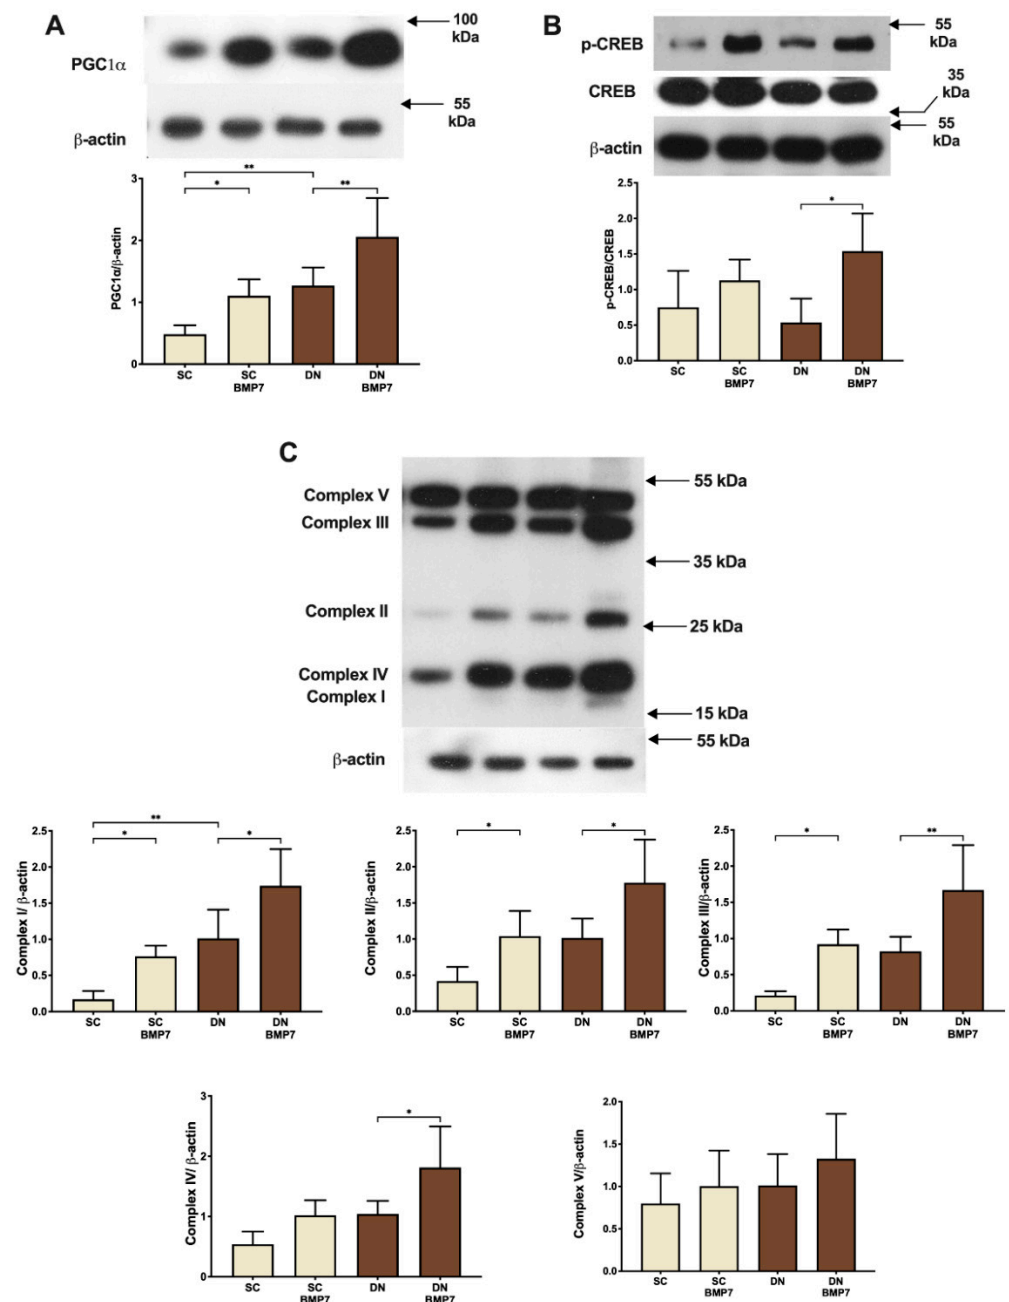 A
PGC1α
100
kDa
55
kDa
β-actin
PGC1α/β-actin
3
2
1
0
**
*
**
SC
SC
BMP7
DN
DN
BMP7
B
p-CREB
55
kDa
CREB
35
kDa
55
kDa
β-actin
p-CREB/CREB
2.5
2.0
1.5
1.0
0.5
0.0
*
SC
SC
BMP7
DN
DN
BMP7
C
Complex V
Complex III
Complex II
Complex IV
Complex I
β-actin
55 kDa
35 kDa
25 kDa
15 kDa
55 kDa
Complex I/ β-actin
2.5
2.0
1.5
1.0
0.5
0.0
**
*
*
SC
SC
BMP7
DN
DN
BMP7
Complex II/β-actin
2.5
2.0
1.5
1.0
0.5
0.0
*
*
SC
SC
BMP7
DN
DN
BMP7
Complex III/β-actin
2.5
2.0
1.5
1.0
0.5
0.0
*
**
SC
SC
BMP7
DN
DN
BMP7
Complex IV/ β-actin
3
2
1
0
*
SC
SC
BMP7
DN
DN
BMP7
Complex V/β-actin
2.0
1.5
1.0
0.5
0.0
SC
SC
BMP7
DN
DN
BMP7